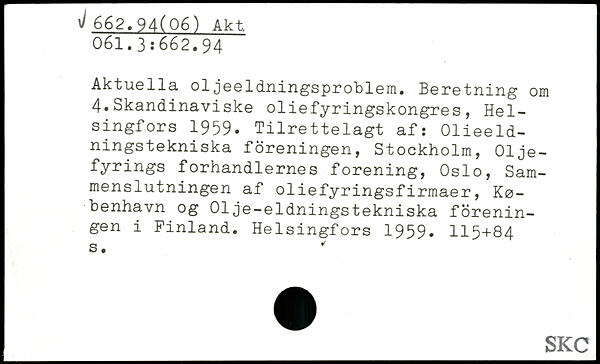 √ 662.94(06) Akt
061.3:662.94
Aktuella oljeeldningsproblem. Beretning om
4.Skandinaviske oliefyringskongres, Hel-
singfors 1959. Tilrettelagt af: Olieeld-
ningstekniska föreningen, Stockholm, Olje-
fyrings forhandlernes forening, Oslo, Sam-
menslutningen af oliefyringsfirmaer, Kø-
benhavn og Olje-eldningstekniska förenin-
gen i Finland. Helsingfors 1959. 115+84
s.
SKC